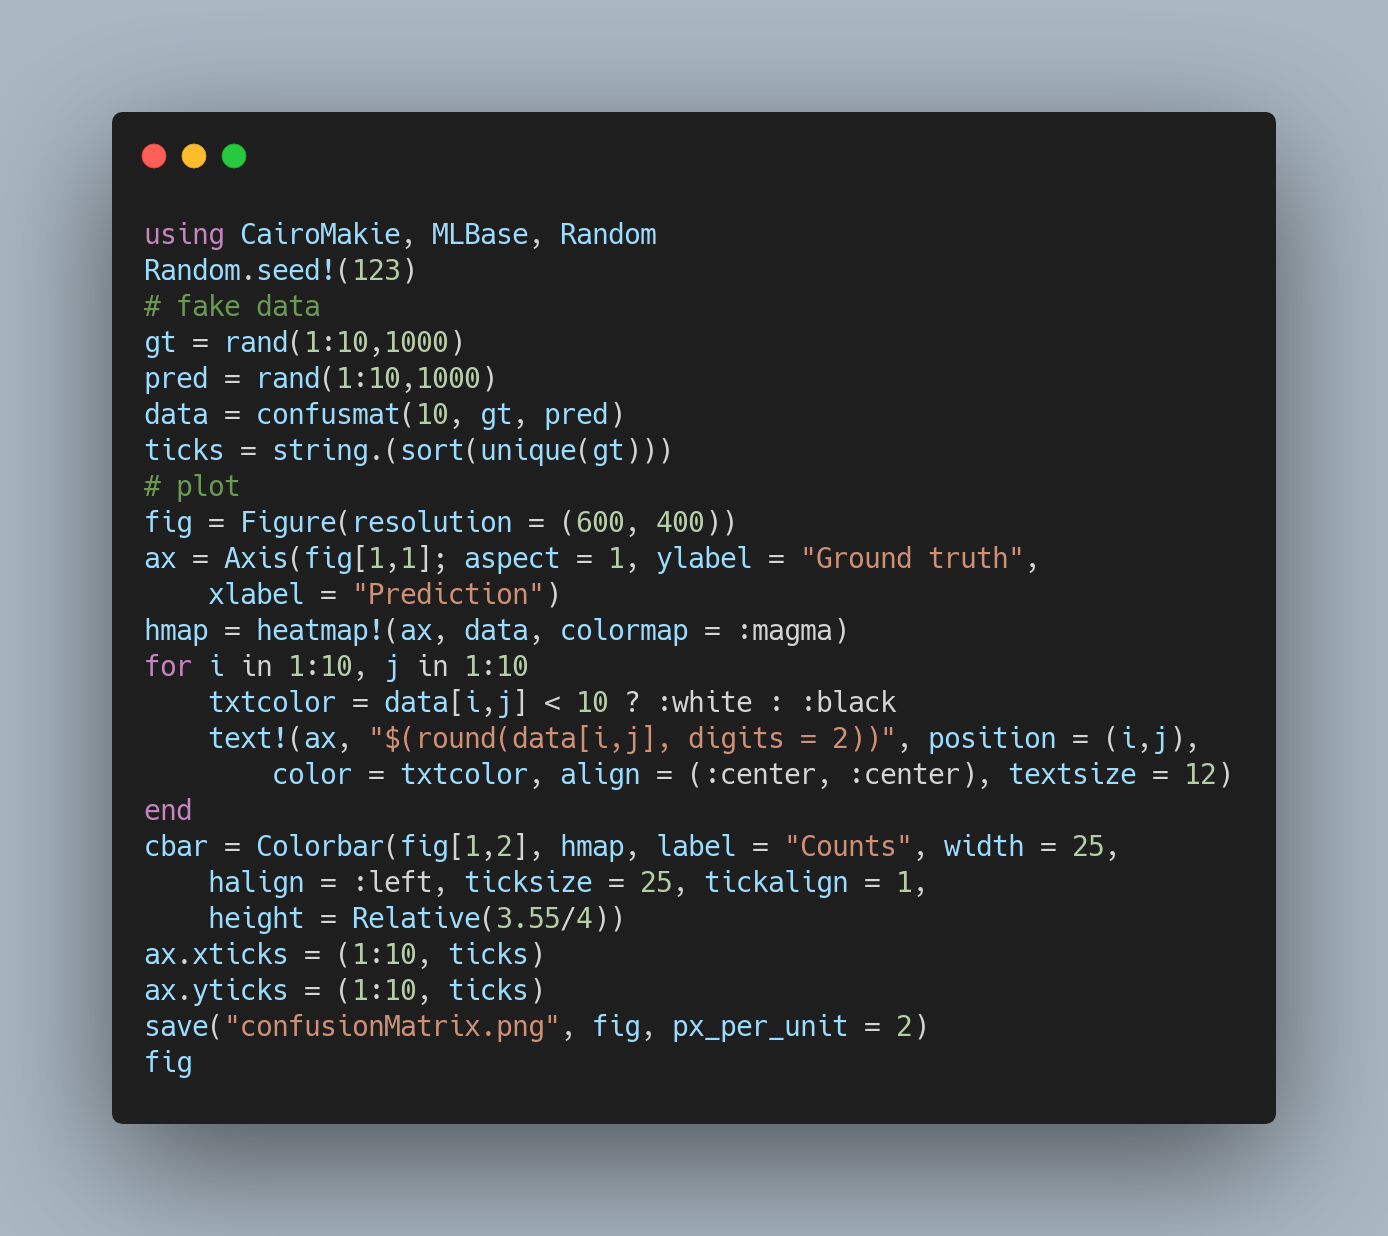 using CairoMakie, MLBase, Random
Random.seed!(123)
# fake data
gt = rand(1:10,1000)
pred = rand(1:10,1000)
data = confusmat(10, gt, pred)
ticks = string.(sort(unique(gt)))
# plot
fig = Figure(resolution = (600, 400))
ax = Axis(fig[1,1]; aspect = 1, ylabel = "Ground truth",
    xlabel = "Prediction")
hmap = heatmap!(ax, data, colormap = :magma)
for i in 1:10, j in 1:10
    txtcolor = data[i,j] < 10 ? :white : :black
    text!(ax, "$(round(data[i,j], digits = 2))", position = (i,j),
        color = txtcolor, align = (:center, :center), textsize = 12)
end
cbar = Colorbar(fig[1,2], hmap, label = "Counts", width = 25,
    halign = :left, ticksize = 25, tickalign = 1,
    height = Relative(3.55/4))
ax.xticks = (1:10, ticks)
ax.yticks = (1:10, ticks)
save("confusionMatrix.png", fig, px_per_unit = 2)
fig